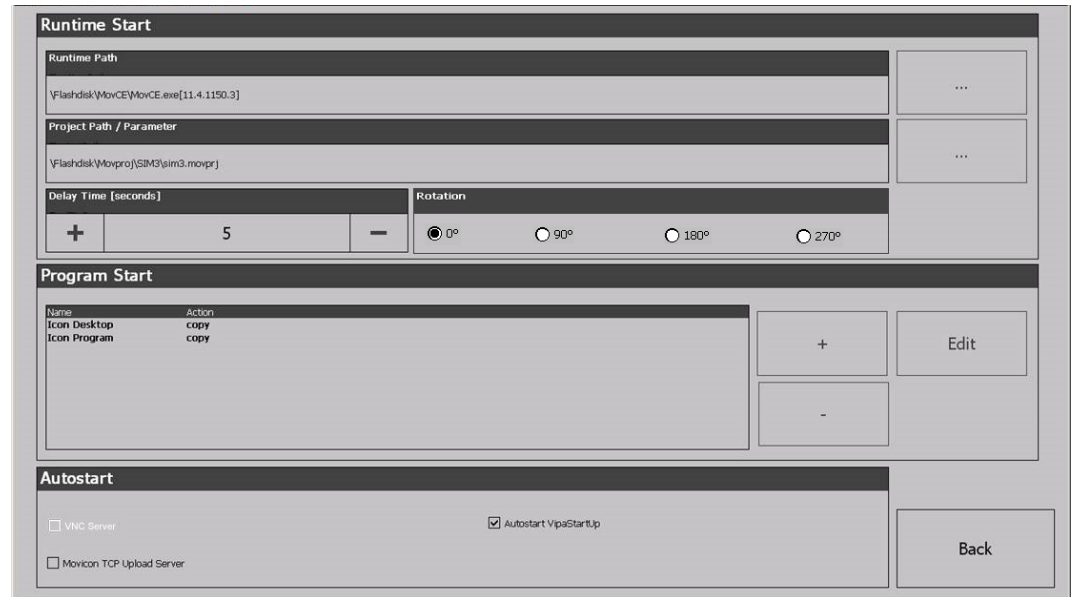 Runtime Start
Runtime Path
\Flashdisk\MovCE\MovCE.exe[11.4.1150.3]
...
Project Path / Parameter
\Flashdisk\Movproj\SIM3\sim3.movprj
...
Delay Time [seconds]
Rotation
+ 5 −
0° 90° 180° 270°
Program Start
Name Action
Icon Desktop copy
Icon Program copy
+ Edit
-
Autostart
VNC Server Autostart VipaStartUp
Movicon TCP Upload Server
Back